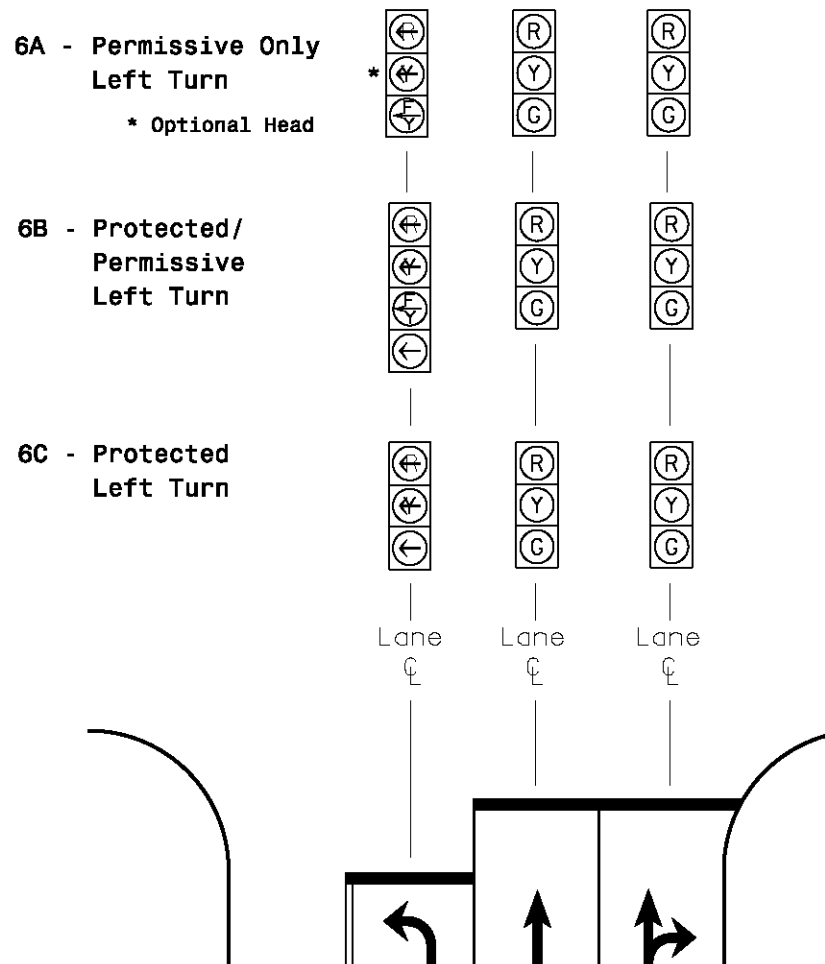 6A - Permissive Only
Left Turn
* Optional Head
*
R R R
Y Y Y
F
Y G G
6B - Protected/
Permissive
Left Turn
R R R
Y Y Y
F
Y G G
6C - Protected
Left Turn
R R R
Y Y Y
G G
Lane Lane Lane
℄ ℄ ℄